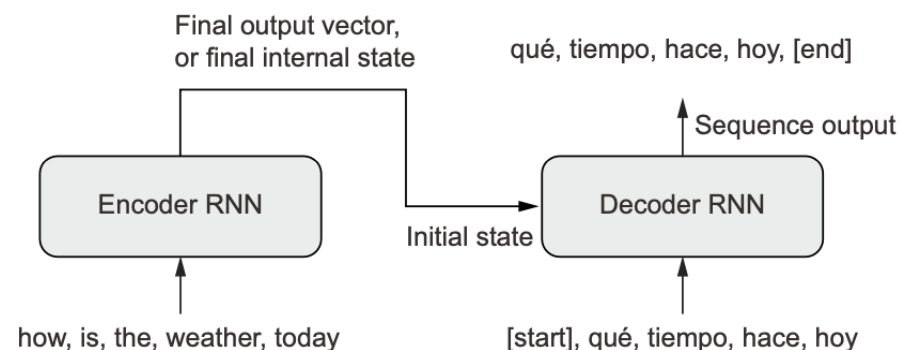 Final output vector,
or final internal state
qué, tiempo, hace, hoy, [end]
Sequence output
Encoder RNN
Decoder RNN
Initial state
how, is, the, weather, today
[start], qué, tiempo, hace, hoy